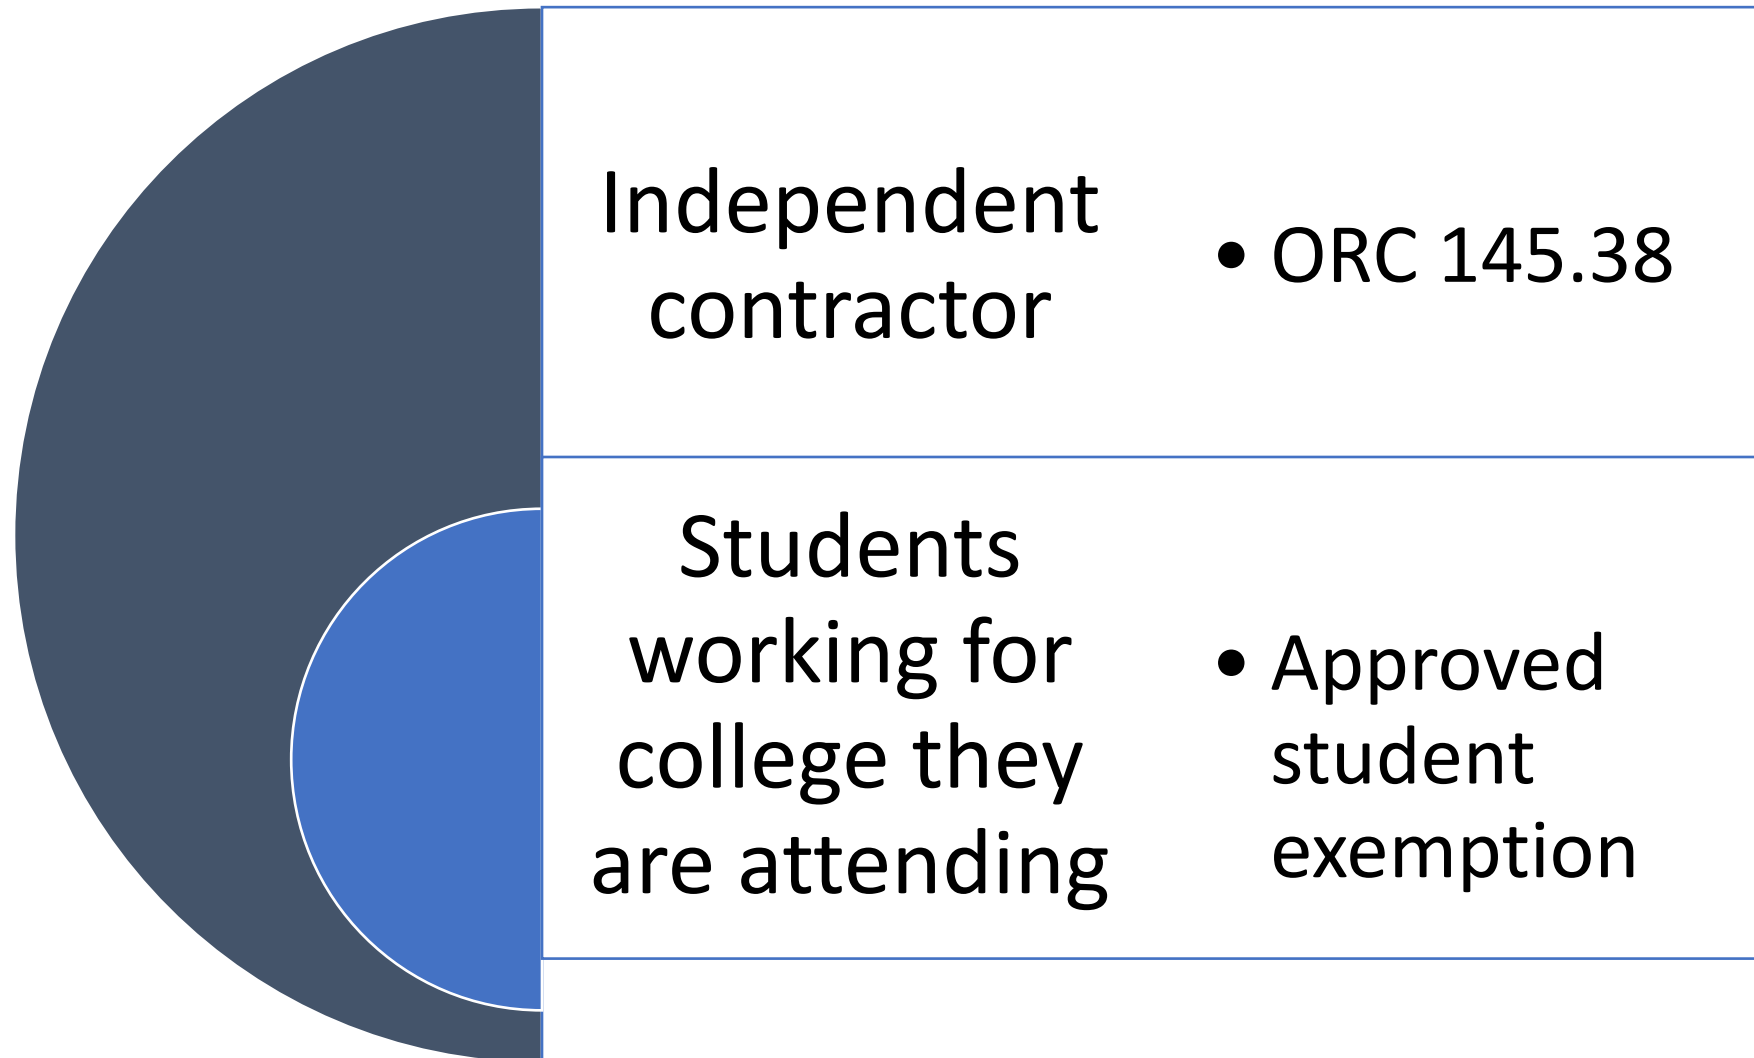 Independent
contractor
• ORC 145.38
Students
working for
college they
are attending
• Approved
student
exemption